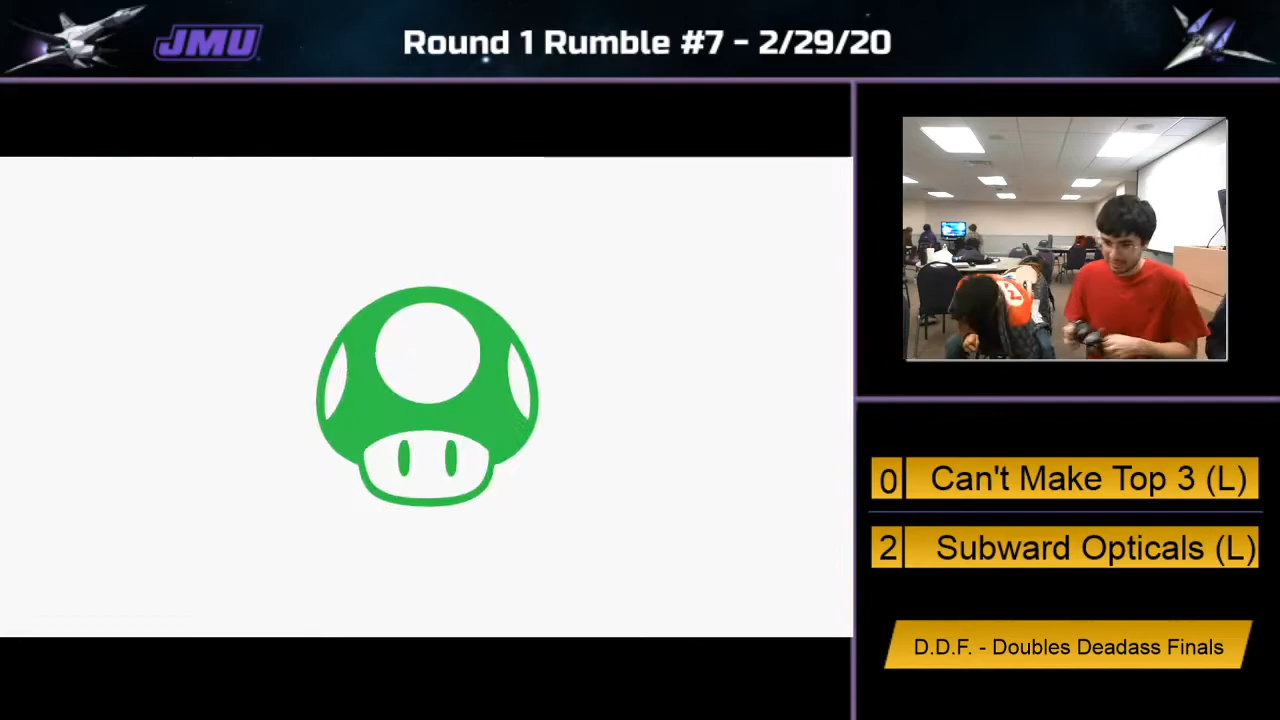 JMU
Round 1 Rumble #7 - 2/29/20
0 Can't Make Top 3 (L)
2 Subward Opticals (L)
D.D.F. - Doubles Deadass Finals